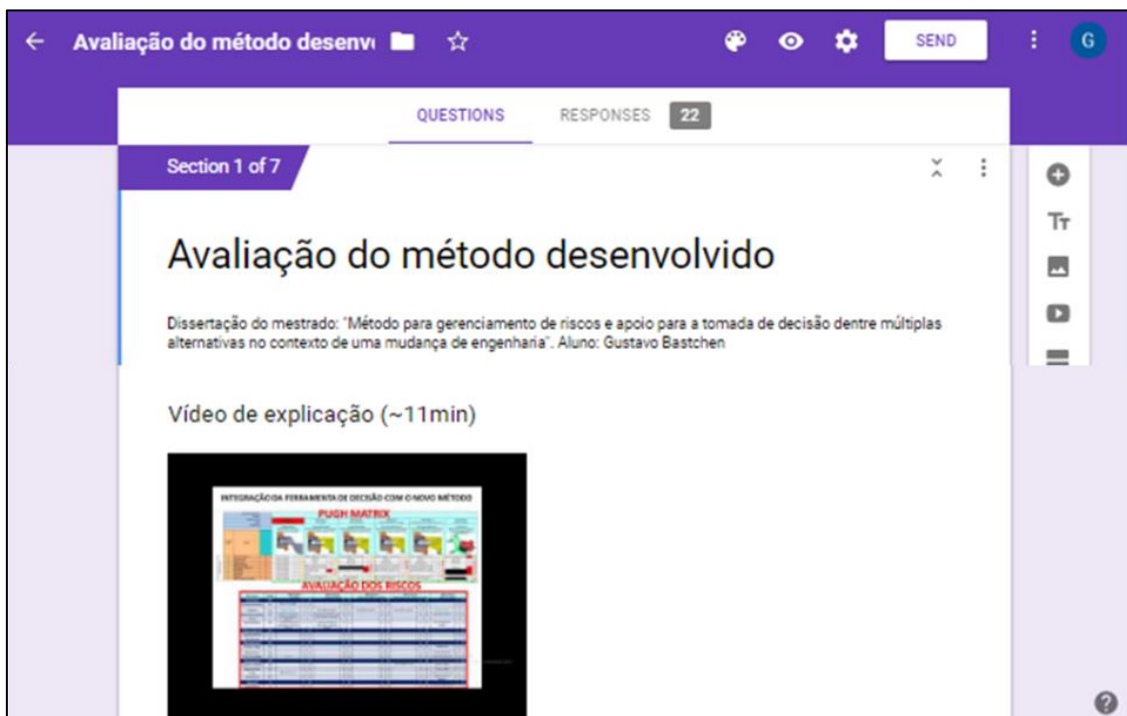 Avaliação do método desenv
SEND
G
QUESTIONS
RESPONSES 22
Section 1 of 7
Avaliação do método desenvolvido
Dissertação do mestrado: "Método para gerenciamento de riscos e apoio para a tomada de decisão dentre múltiplas
alternativas no contexto de uma mudança de engenharia". Aluno: Gustavo Bastchen
Vídeo de explicação (~11min)
INTEGRAÇÃO DA FERRAMENTA DE DECISÃO COM O NOVO MÉTODO
PUGH MATRIX
AVALIAÇÃO DOS RISCOS